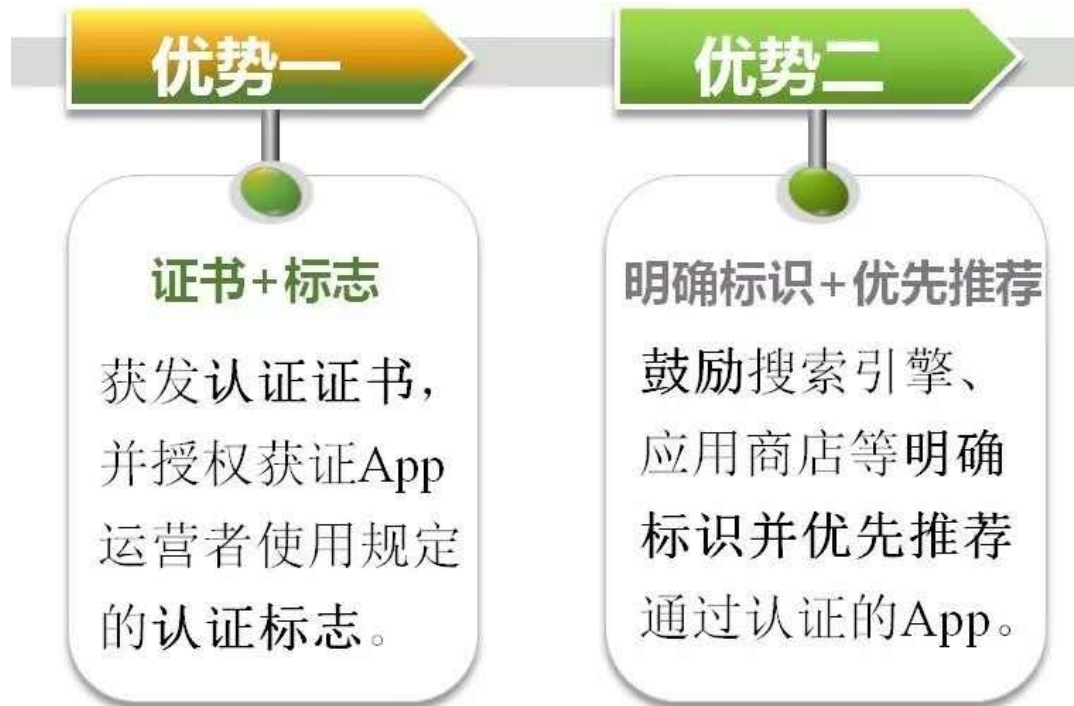 优势一
证书+标志
获发认证证书，
并授权获证App
运营者使用规定
的认证标志。
优势二
明确标识+优先推荐
鼓励搜索引擎、
应用商店等明确
标识并优先推荐
通过认证的App。